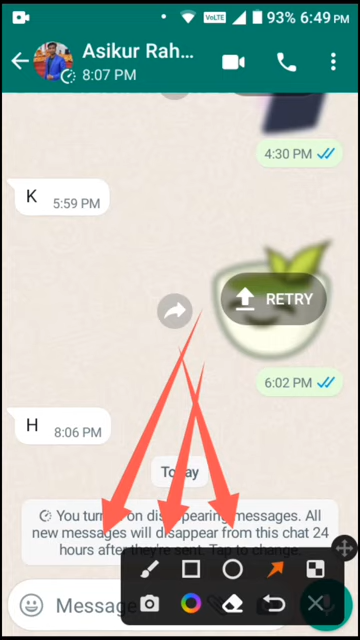 VoLTE 93% 6:49 PM
Asikur Rah...
8:07 PM
4:30 PM
K 5:59 PM
RETRY
6:02 PM
H 8:06 PM
Today
You turned on disappearing messages. All
new messages will disappear from this chat 24
hours after they're sent. Tap to change.
Message